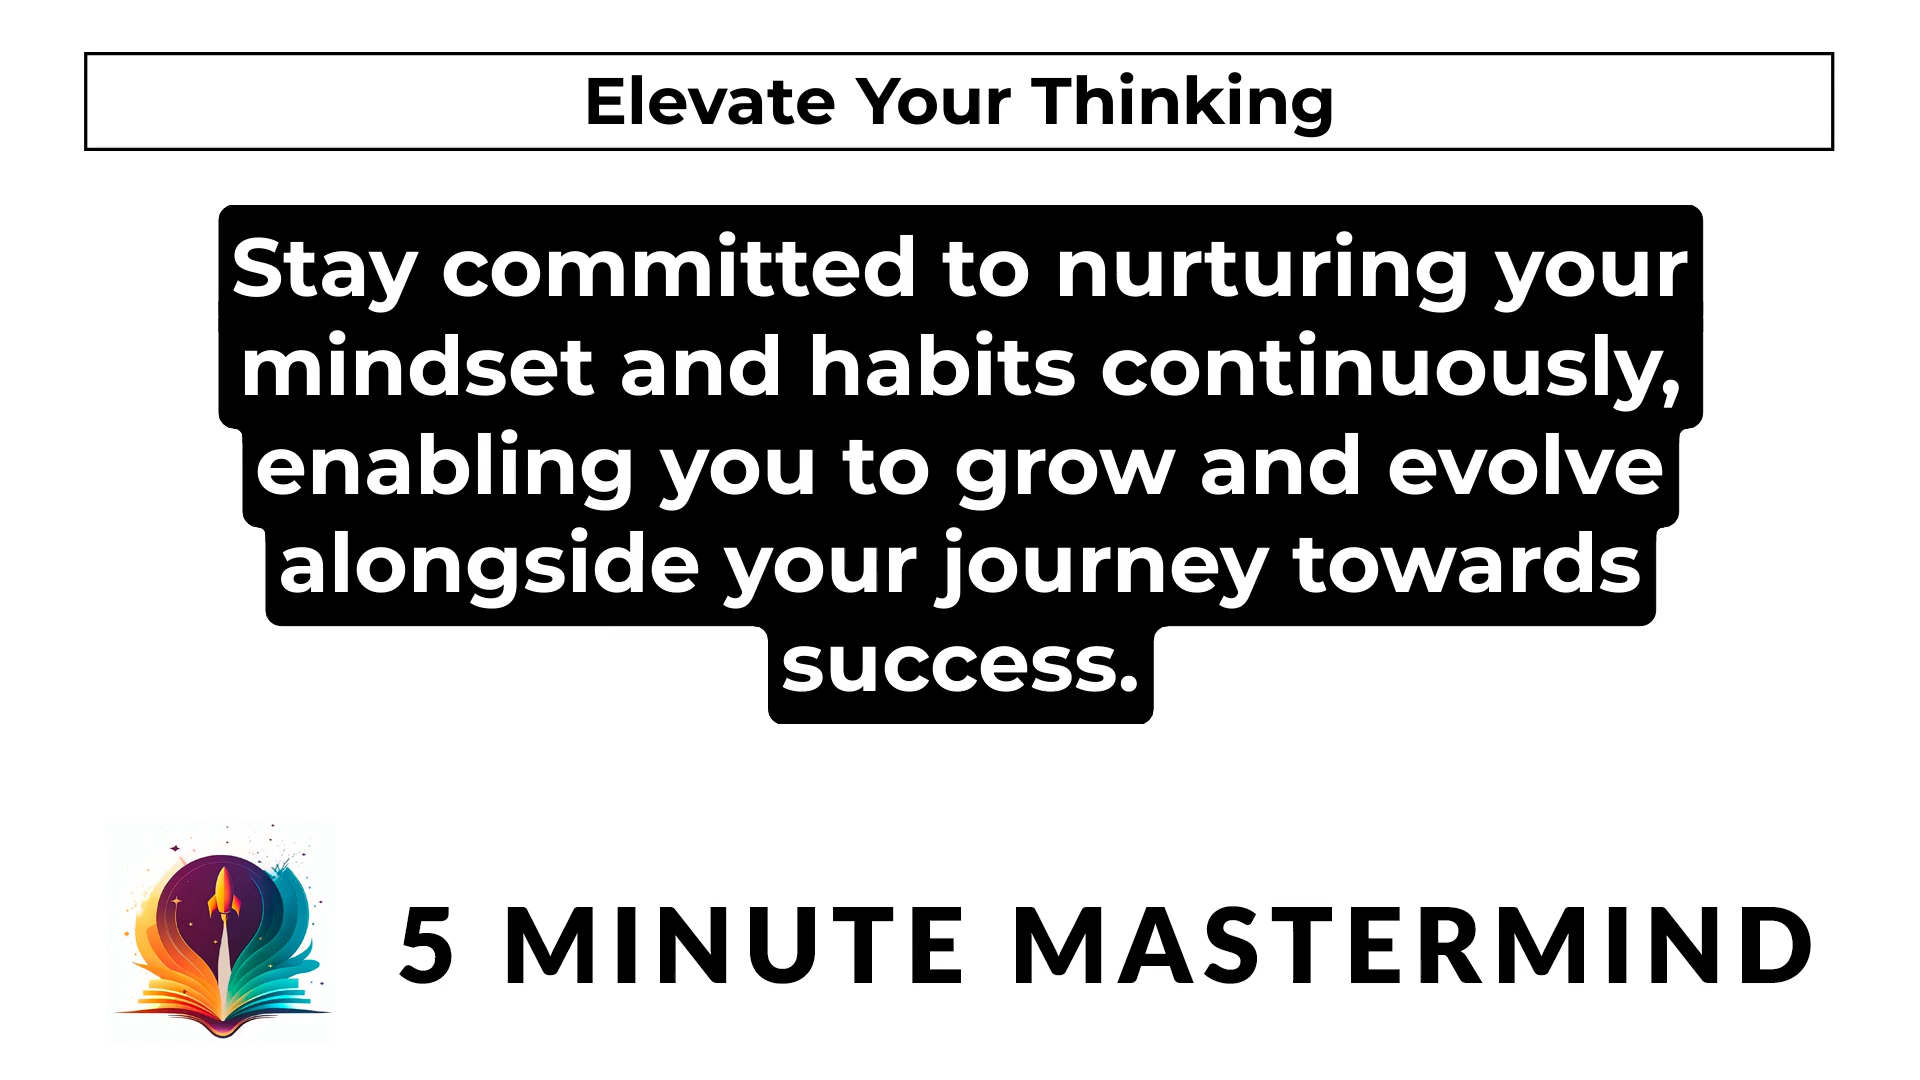 Elevate Your Thinking
Stay committed to nurturing your
mindset and habits continuously,
enabling you to grow and evolve
alongside your journey towards
success.
5 MINUTE MASTERMIND